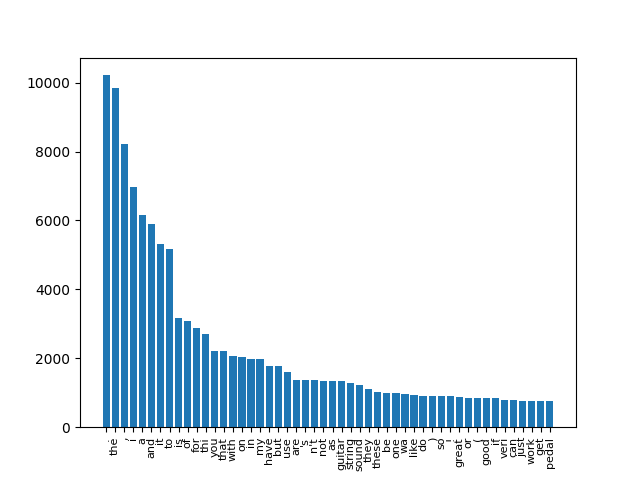 10000
8000
6000
4000
2000
0
.
the
,
i
a
and
it
to
is
of
for
thi
you
that
with
on
in
my
have
but
use
are
's
n't
not
as
guitar
string
sound
they
these
be
one
wa
like
do
)
so
great
or
(
good
if
veri
can
just
work
get
pedal